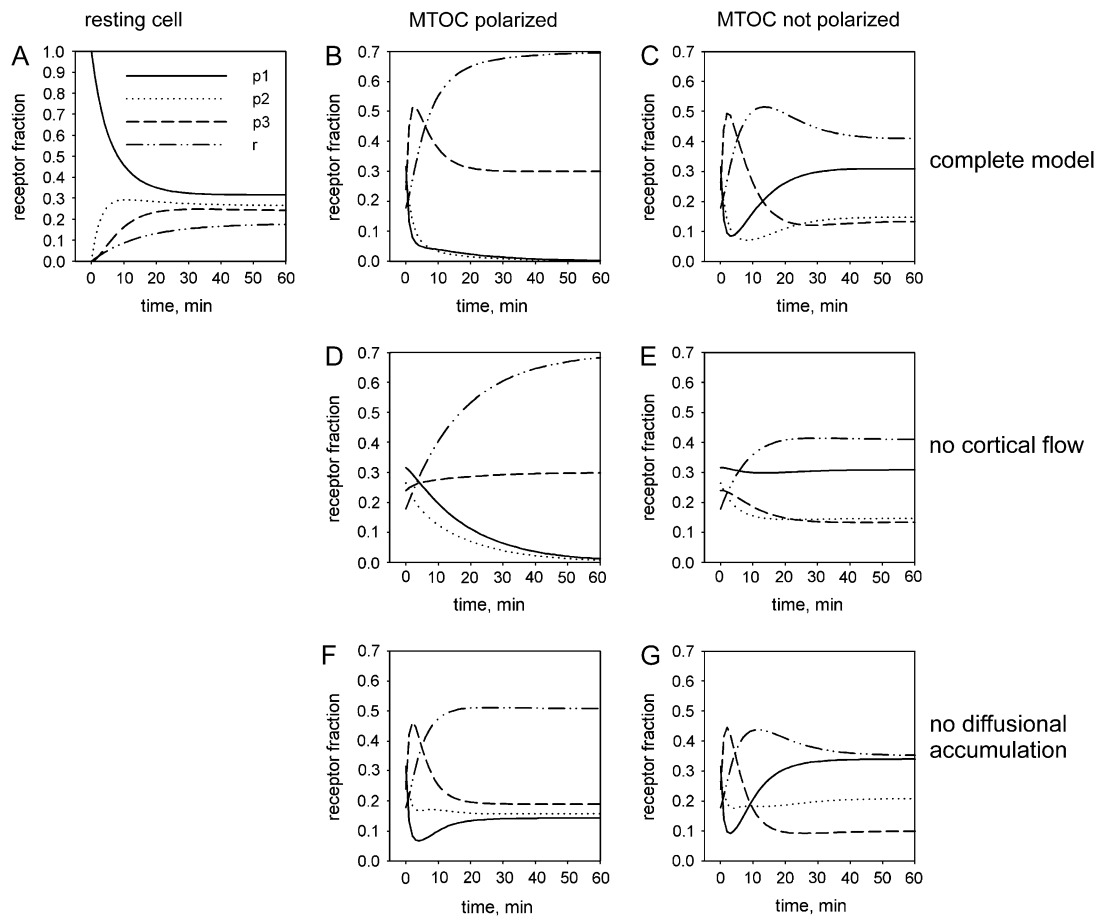 resting cell
MTOC polarized
MTOC not polarized
A
1.0
0.9
0.8
0.7
0.6
0.5
0.4
0.3
0.2
0.1
0.0
receptor fraction
p1
p2
p3
r
0 10 20 30 40 50 60
time, min
B
0.7
0.6
0.5
0.4
0.3
0.2
0.1
0.0
receptor fraction
0 10 20 30 40 50 60
time, min
C
0.7
0.6
0.5
0.4
0.3
0.2
0.1
0.0
receptor fraction
0 10 20 30 40 50 60
time, min
complete model
D
0.7
0.6
0.5
0.4
0.3
0.2
0.1
0.0
receptor fraction
0 10 20 30 40 50 60
time, min
E
0.7
0.6
0.5
0.4
0.3
0.2
0.1
0.0
receptor fraction
0 10 20 30 40 50 60
time, min
no cortical flow
F
0.7
0.6
0.5
0.4
0.3
0.2
0.1
0.0
receptor fraction
0 10 20 30 40 50 60
time, min
G
0.7
0.6
0.5
0.4
0.3
0.2
0.1
0.0
receptor fraction
0 10 20 30 40 50 60
time, min
no diffusional
accumulation